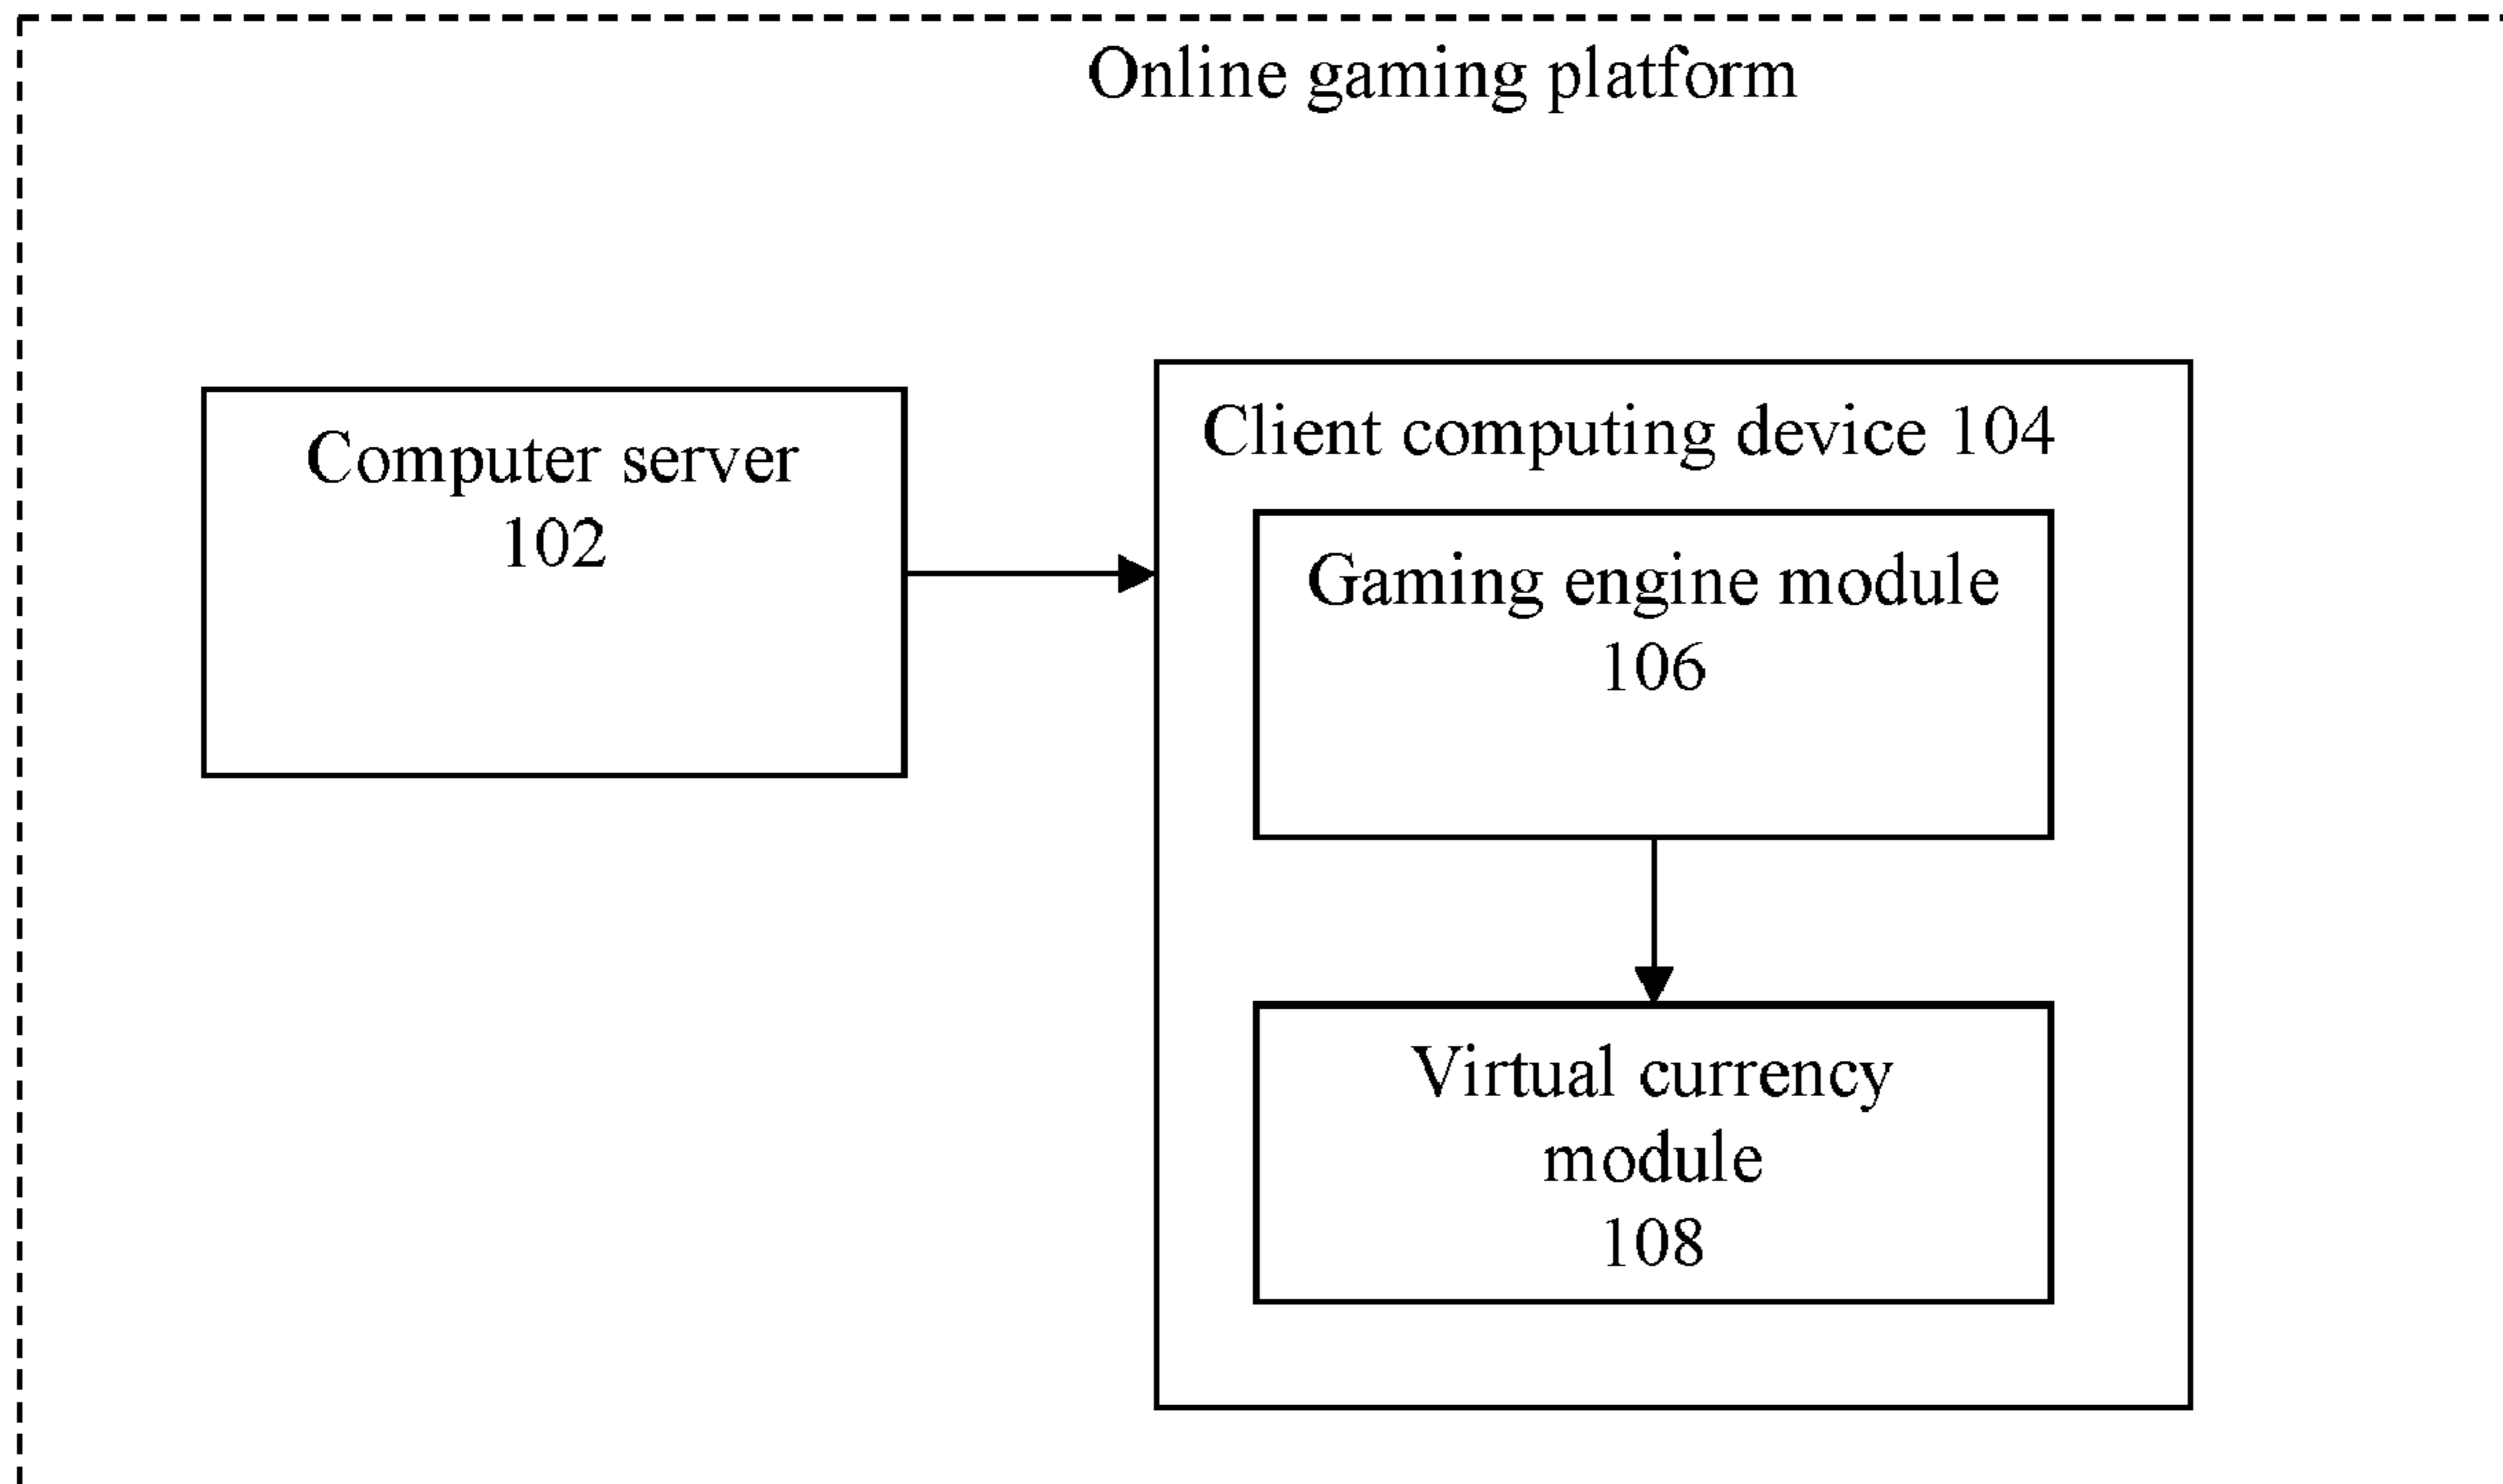 Online gaming platform
Computer server
102
Client computing device 104
Gaming engine module
106
Virtual currency
module
108